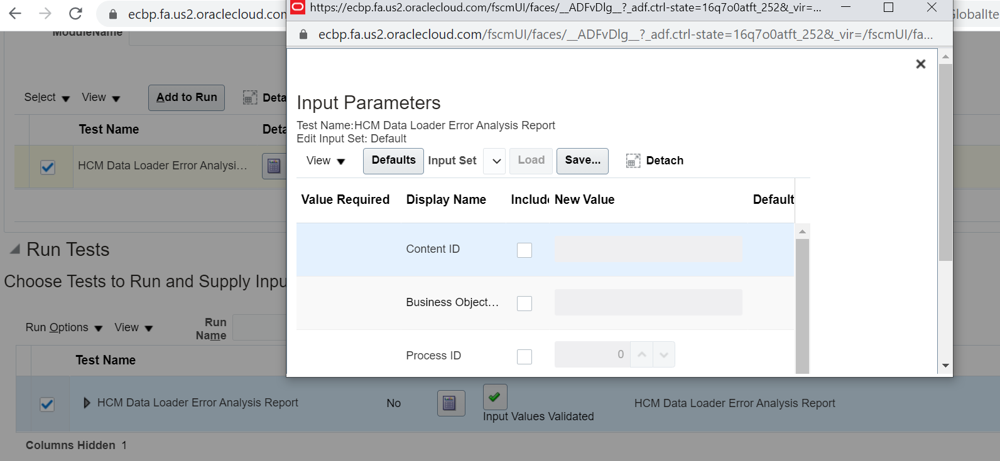 ecbp.fa.us2.oraclecloud.com
GlobalIte
ModuleName
Select View Add to Run Deta
Test Name Deta
HCM Data Loader Error Analysi...
Run Tests
Choose Tests to Run and Supply Inpu
Run Options View Run Name
Test Name
HCM Data Loader Error Analysis Report No Input Values Validated HCM Data Loader Error Analysis Report
Columns Hidden 1
https://ecbp.fa.us2.oraclecloud.com/fscmUI/faces/__ADFvDlg__?_adf.ctrl-state=16q7o0atft_252&_vir=...
ecbp.fa.us2.oraclecloud.com/fscmUI/faces/__ADFvDlg__?_adf.ctrl-state=16q7o0atft_252&_vir=/fscmUI/fa...
Input Parameters
Test Name:HCM Data Loader Error Analysis Report
Edit Input Set: Default
View Defaults Input Set Load Save... Detach
Value Required Display Name Include New Value Default
Content ID
Business Object...
Process ID 0